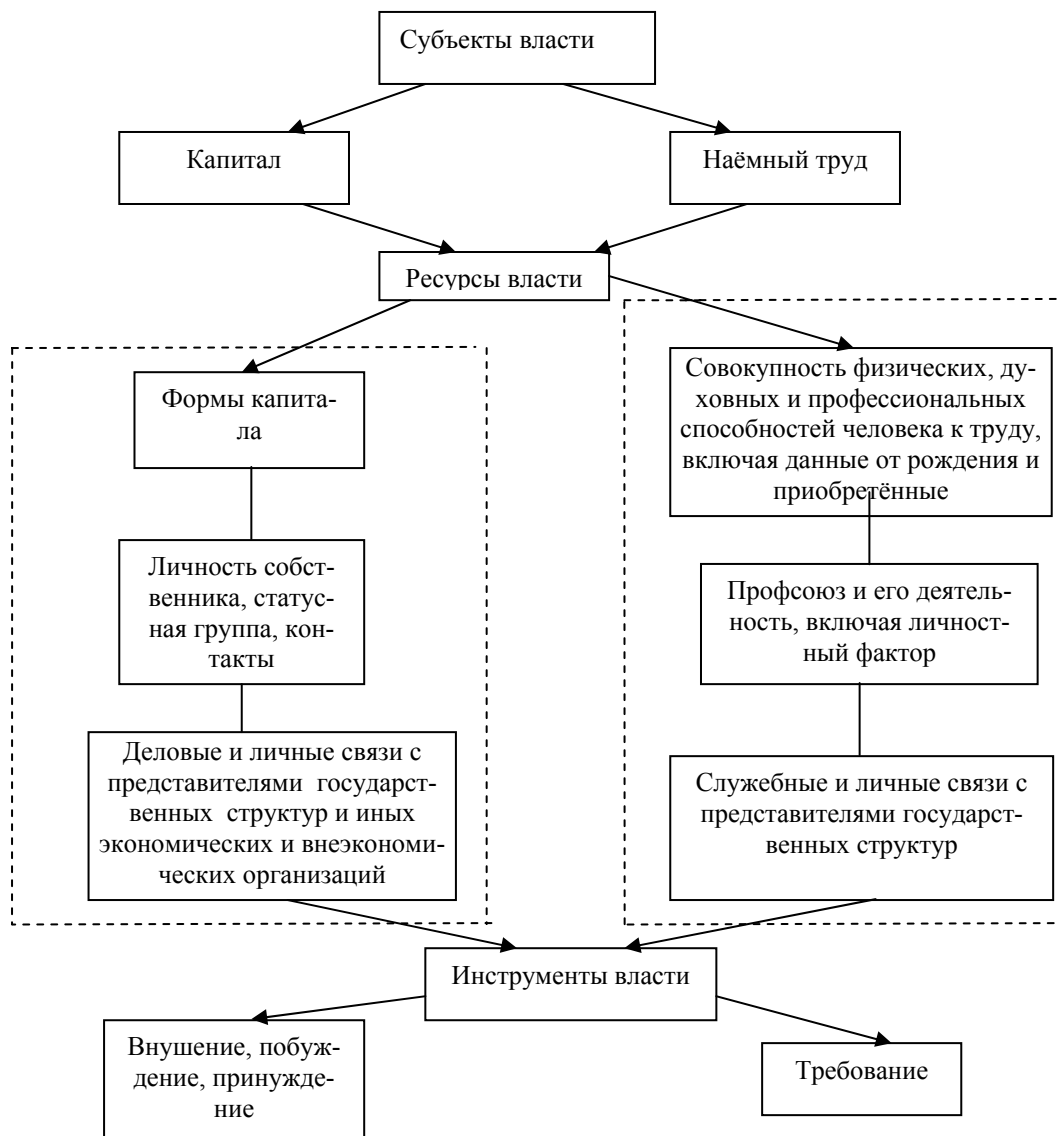 Субъекты власти
Капитал
Наёмный труд
Ресурсы власти
Формы капита-
ла
Личность собст-
венника, статус-
ная группа, кон-
такты
Деловые и личные связи с
представителями государст-
венных структур и иных
экономических и внеэкономи-
ческих организаций
Совокупность физических, ду-
ховных и профессиональных
способностей человека к труду,
включая данные от рождения и
приобретённые
Профсоюз и его деятель-
ность, включая личност-
ный фактор
Служебные и личные связи с
представителями государст-
венных структур
Инструменты власти
Внушение, побуж-
дение, принужде-
ние
Требование